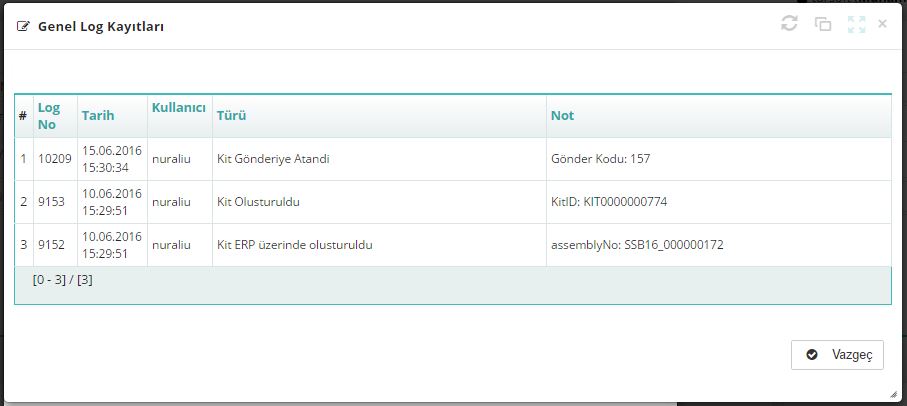 Genel Log Kayıtları
# Log No Tarih Kullanıcı Türü Not
1 10209 15.06.2016 15:30:34 nuraliu Kit Gönderiye Atandi Gönder Kodu: 157
2 9153 10.06.2016 15:29:51 nuraliu Kit Olusturuldu KitID: KIT0000000774
3 9152 10.06.2016 15:29:51 nuraliu Kit ERP üzerinde olusturuldu assemblyNo: SSB16_000000172
[0 - 3] / [3]
Vazgeç